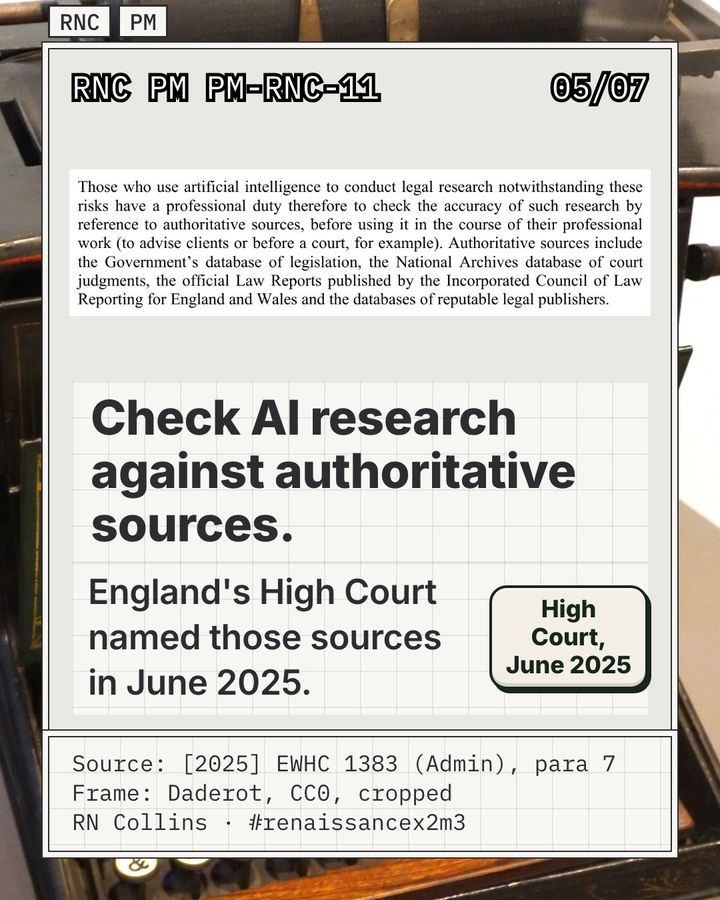 RNC PM
RNC PM PM-RNC-11 05/07
Those who use artificial intelligence to conduct legal research notwithstanding these
risks have a professional duty therefore to check the accuracy of such research by
reference to authoritative sources, before using it in the course of their professional
work (to advise clients or before a court, for example). Authoritative sources include
the Government’s database of legislation, the National Archives database of court
judgments, the official Law Reports published by the Incorporated Council of Law
Reporting for England and Wales and the databases of reputable legal publishers.
Check AI research
against authoritative
sources.
England's High Court
named those sources
in June 2025.
High
Court,
June 2025
Source: [2025] EWHC 1383 (Admin), para 7
Frame: Daderot, CC0, cropped
RN Collins · #renaissancex2m3
&